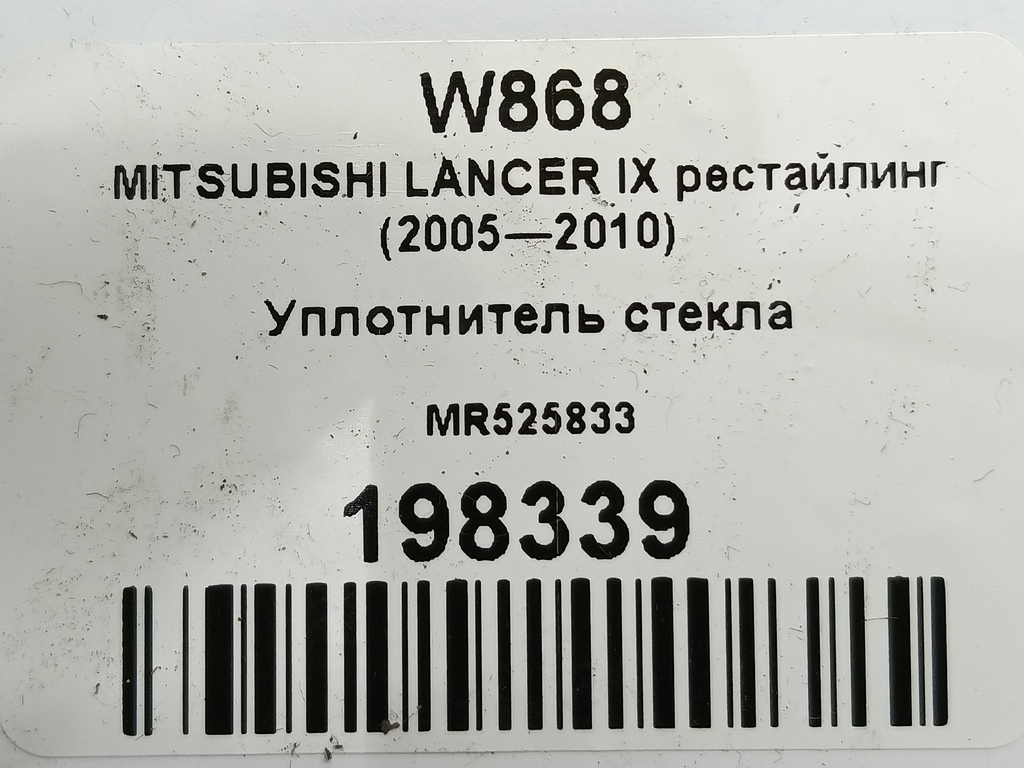 W868
MITSUBISHI LANCER IX рестайлинг
(2005—2010)
Уплотнитель стекла
MR525833
198339